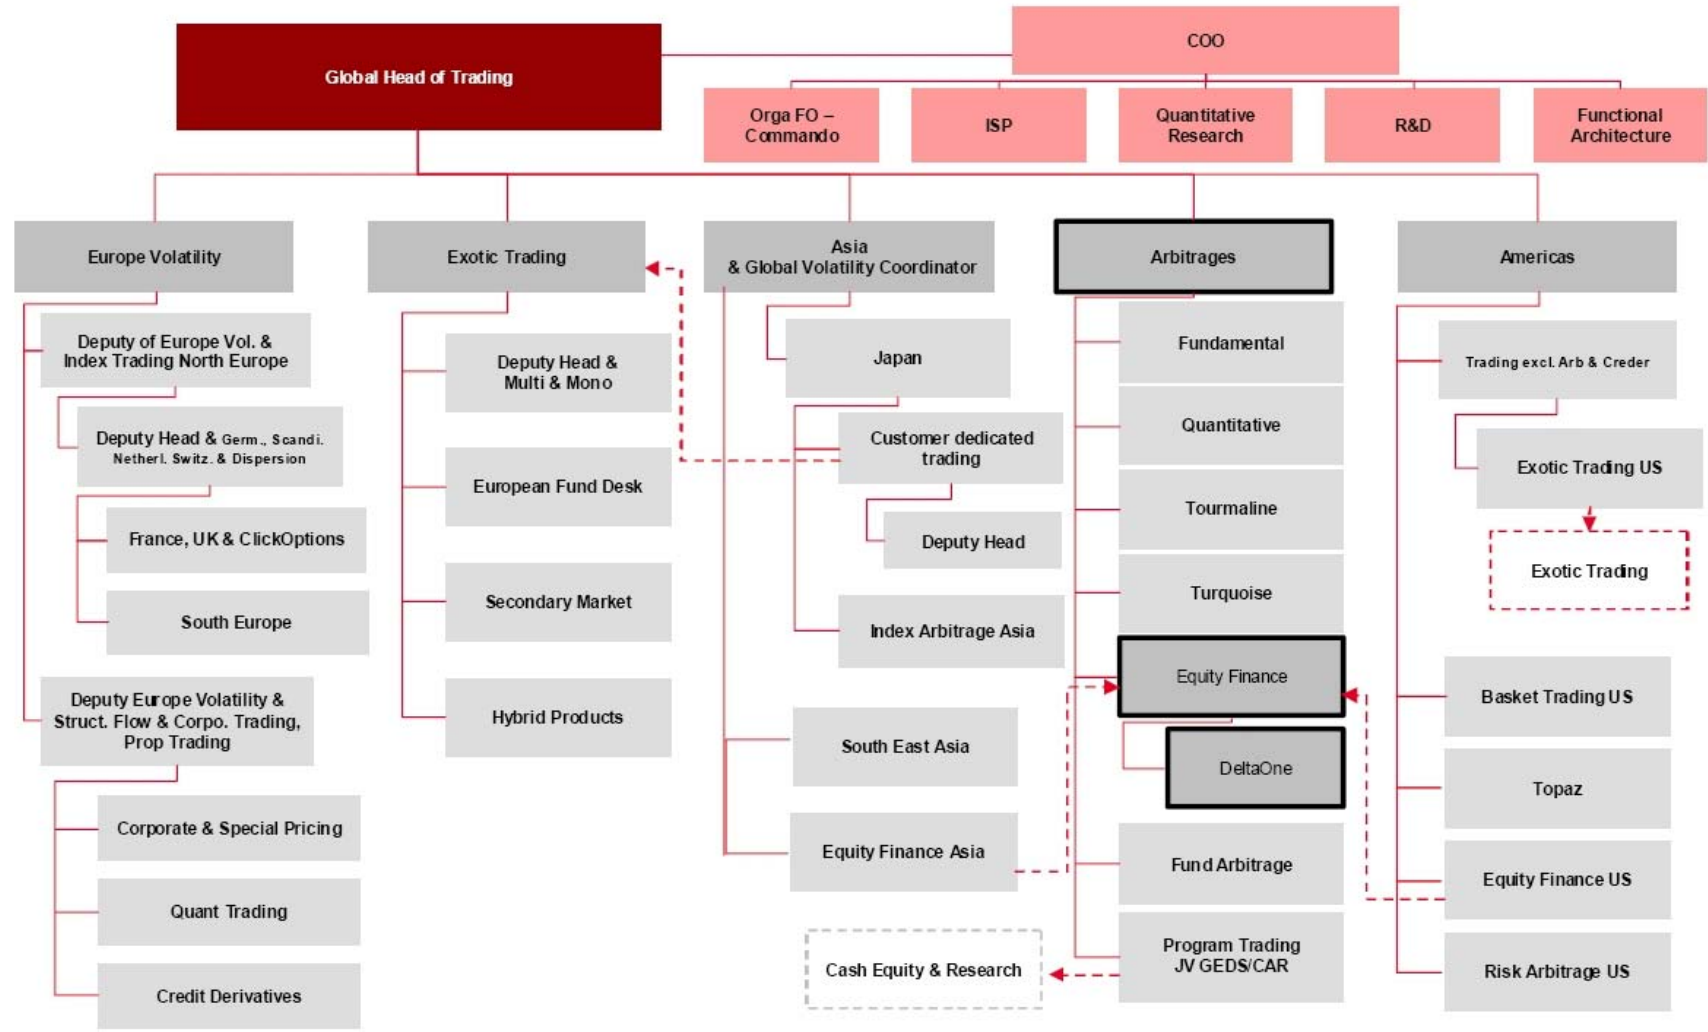 Global Head of Trading
COO
Orga FO –
Commando
ISP
Quantitative
Research
R&D
Functional
Architecture
Europe Volatility
Deputy of Europe Vol. &
Index Trading North Europe
Deputy Head & Germ., Scandi.
Netherl. Switz. & Dispersion
France, UK & ClickOptions
South Europe
Deputy Europe Volatility &
Struct. Flow & Corpo. Trading,
Prop Trading
Corporate & Special Pricing
Quant Trading
Credit Derivatives
Exotic Trading
Deputy Head &
Multi & Mono
European Fund Desk
Secondary Market
Hybrid Products
Asia
& Global Volatility Coordinator
Japan
Customer dedicated
trading
Deputy Head
Index Arbitrage Asia
South East Asia
Equity Finance Asia
Cash Equity & Research
Arbitrages
Fundamental
Quantitative
Tourmaline
Turquoise
Equity Finance
DeltaOne
Fund Arbitrage
Program Trading
JV GEDS/CAR
Americas
Trading excl. Arb & Creder
Exotic Trading US
Exotic Trading
Basket Trading US
Topaz
Equity Finance US
Risk Arbitrage US